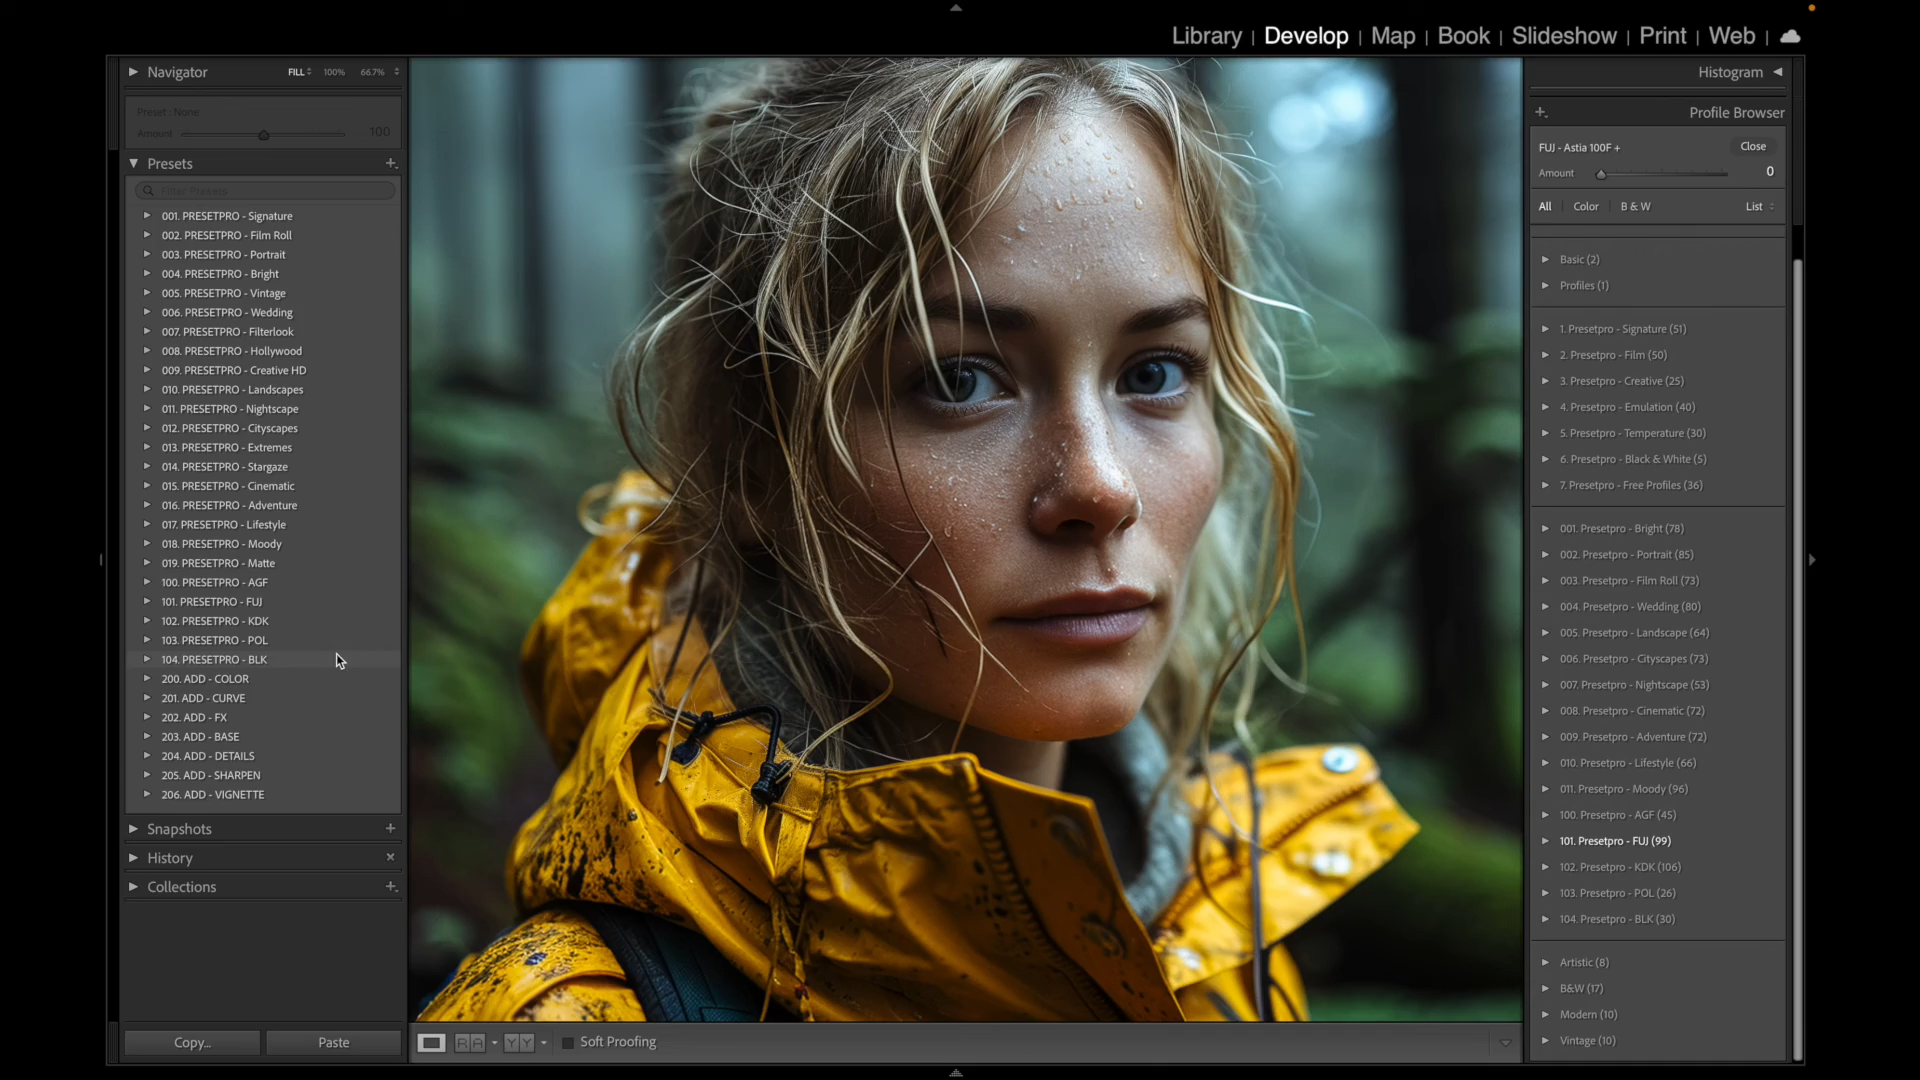 Library | Develop | Map | Book | Slideshow | Print | Web |
Navigator FILL 100% 66.7%
Preset : None
Amount 100
Presets
Filter Presets
001. PRESETPRO - Signature
002. PRESETPRO - Film Roll
003. PRESETPRO - Portrait
004. PRESETPRO - Bright
005. PRESETPRO - Vintage
006. PRESETPRO - Wedding
007. PRESETPRO - Filterlook
008. PRESETPRO - Hollywood
009. PRESETPRO - Creative HD
010. PRESETPRO - Landscapes
011. PRESETPRO - Nightscape
012. PRESETPRO - Cityscapes
013. PRESETPRO - Extremes
014. PRESETPRO - Stargaze
015. PRESETPRO - Cinematic
016. PRESETPRO - Adventure
017. PRESETPRO - Lifestyle
018. PRESETPRO - Moody
019. PRESETPRO - Matte
100. PRESETPRO - AGF
101. PRESETPRO - FUJ
102. PRESETPRO - KDK
103. PRESETPRO - POL
104. PRESETPRO - BLK
200. ADD - COLOR
201. ADD - CURVE
202. ADD - FX
203. ADD - BASE
204. ADD - DETAILS
205. ADD - SHARPEN
206. ADD - VIGNETTE
Snapshots
History
Collections
Copy... Paste
R A Y Y Soft Proofing
Histogram
Profile Browser
FUJ - Astia 100F + Close
Amount 0
All | Color B & W List
Basic (2)
Profiles (1)
1. Presetpro - Signature (51)
2. Presetpro - Film (50)
3. Presetpro - Creative (25)
4. Presetpro - Emulation (40)
5. Presetpro - Temperature (30)
6. Presetpro - Black & White (5)
7. Presetpro - Free Profiles (36)
001. Presetpro - Bright (78)
002. Presetpro - Portrait (85)
003. Presetpro - Film Roll (73)
004. Presetpro - Wedding (80)
005. Presetpro - Landscape (64)
006. Presetpro - Cityscapes (73)
007. Presetpro - Nightscape (53)
008. Presetpro - Cinematic (72)
009. Presetpro - Adventure (72)
010. Presetpro - Lifestyle (66)
011. Presetpro - Moody (96)
100. Presetpro - AGF (45)
101. Presetpro - FUJ (99)
102. Presetpro - KDK (106)
103. Presetpro - POL (26)
104. Presetpro - BLK (30)
Artistic (8)
B&W (17)
Modern (10)
Vintage (10)